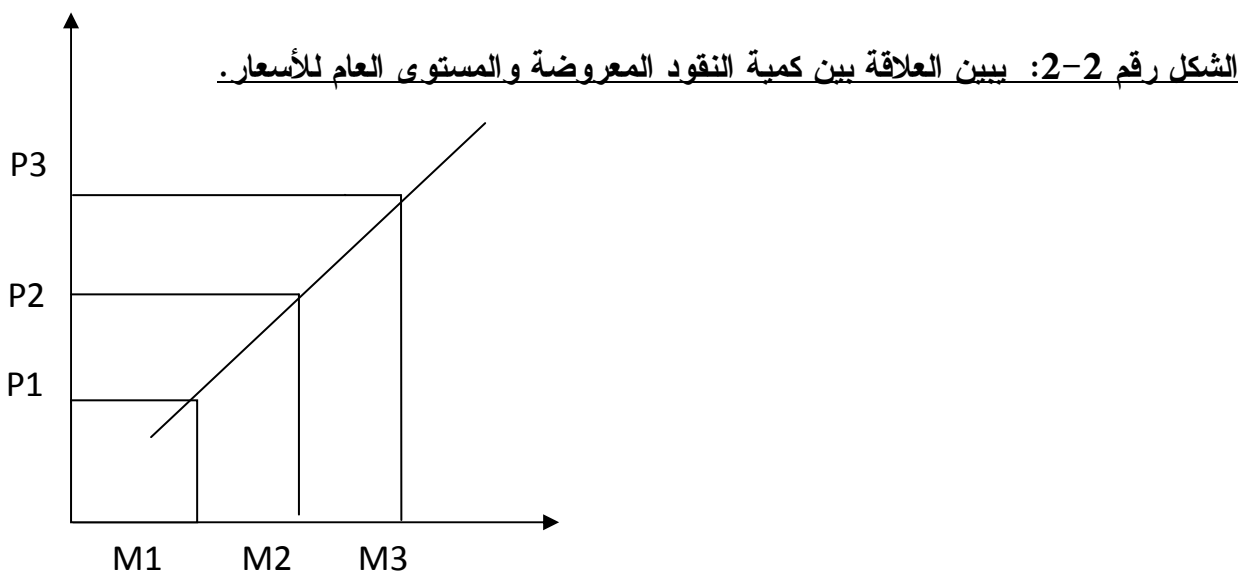 الشكل رقم 2-2: يبين العلاقة بين كمية النقود المعروضة والمستوى العام للأسعار.
P3
P2
P1
M1 M2 M3